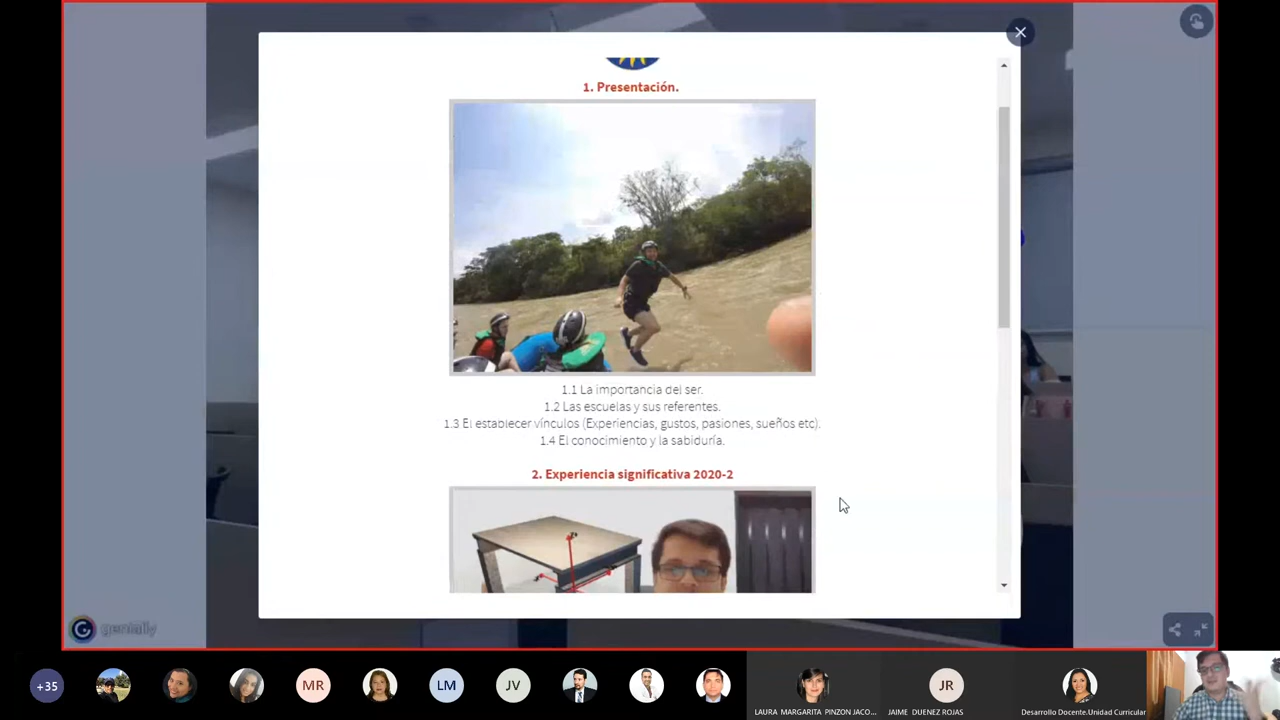 1. Presentación.
1.1 La importancia del ser.
1.2 Las escuelas y sus referentes.
1.3 El establecer vínculos (Experiencias, gustos, pasiones, sueños etc).
1.4 El conocimiento y la sabiduría.
2. Experiencia significativa 2020-2
genially
+35
MR
LM
JV
JR
LAURA MARGARITA PINZON JACO...
JAIME DUENEZ ROJAS
Desarrollo Docente.Unidad Curricular